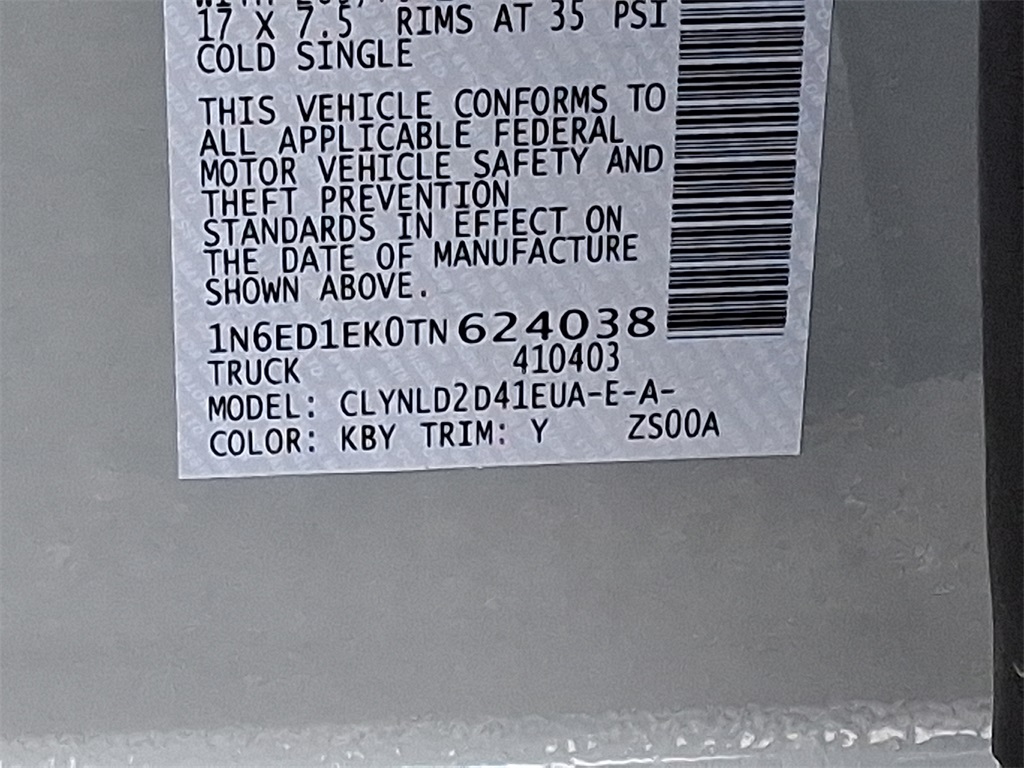 17 X 7.5 RIMS AT 35 PSI
COLD SINGLE
THIS VEHICLE CONFORMS TO
ALL APPLICABLE FEDERAL
MOTOR VEHICLE SAFETY AND
THEFT PREVENTION
STANDARDS IN EFFECT ON
THE DATE OF MANUFACTURE
SHOWN ABOVE.
1N6ED1EK0TN624038
TRUCK 410403
MODEL: CLYNLD2D41EUA-E-A-
COLOR: KBY TRIM: Y ZS00A